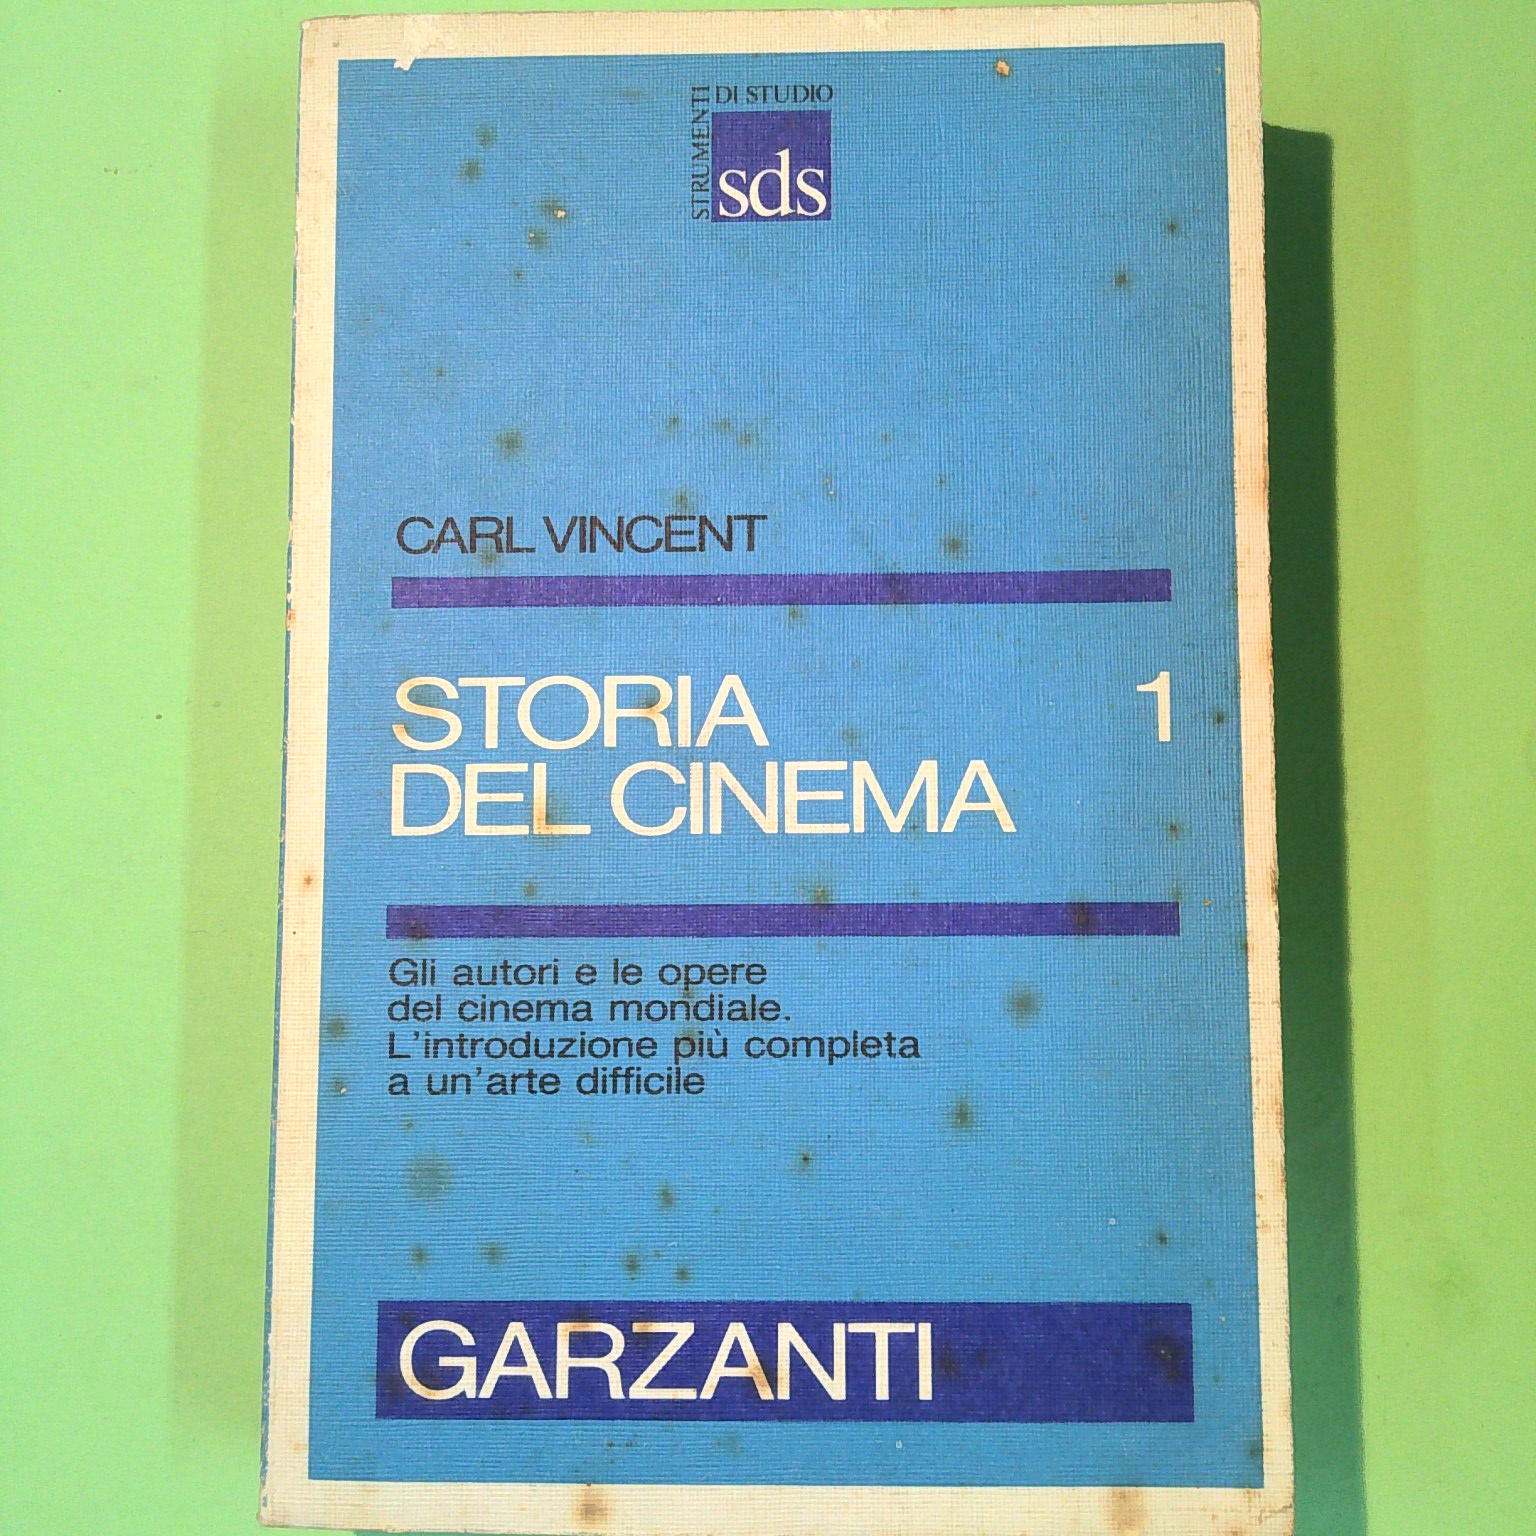 STRUMENTI
DI STUDIO
sds
CARL VINCENT
STORIA 1
DEL CINEMA
Gli autori e le opere
del cinema mondiale.
L'introduzione più completa
a un'arte difficile
GARZANTI